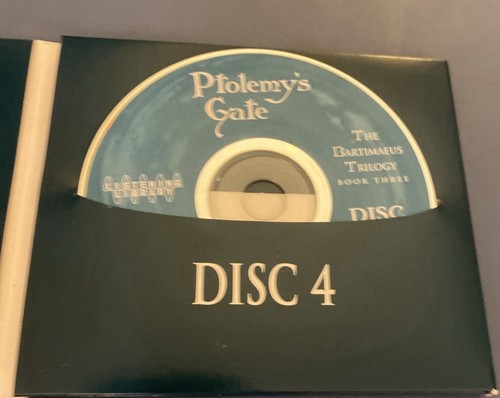 Ptolemy's
Gate
THE
BARTIMAEUS
TRILOGY
BOOK THREE
LISTENING
LIBRARY
DISC
DISC 4